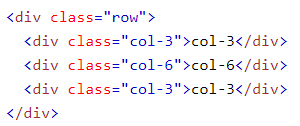 <div class="row">
  <div class="col-3">col-3</div>
  <div class="col-6">col-6</div>
  <div class="col-3">col-3</div>
</div>